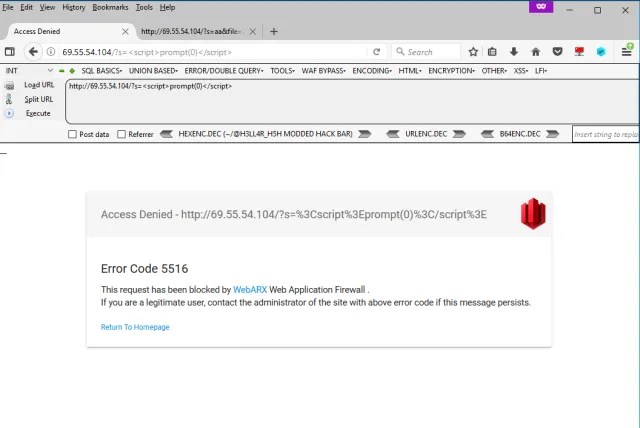 File Edit View History Bookmarks Tools Help
Access Denied
http://69.55.54.104/?s=aa&file=
69.55.54.104/?s=<script>prompt(0)</script>
Search
INT
SQL BASICS UNION BASED ERROR/DOUBLE QUERY TOOLS WAF BYPASS ENCODING HTML ENCRYPTION OTHER XSS LFI
Load URL
http://69.55.54.104/?s=<script>prompt(0)</script>
Split URL
Execute
Post data Referrer HEXENC.DEC (~/@H3LL4R_H5H MODDED HACK BAR) URLENC.DEC B64ENC.DEC Insert string to repla
Access Denied - http://69.55.54.104/?s=%3Cscript%3Eprompt(0)%3C/script%3E
Error Code 5516
This request has been blocked by WebARX Web Application Firewall .
If you are a legitimate user, contact the administrator of the site with above error code if this message persists.
Return To Homepage